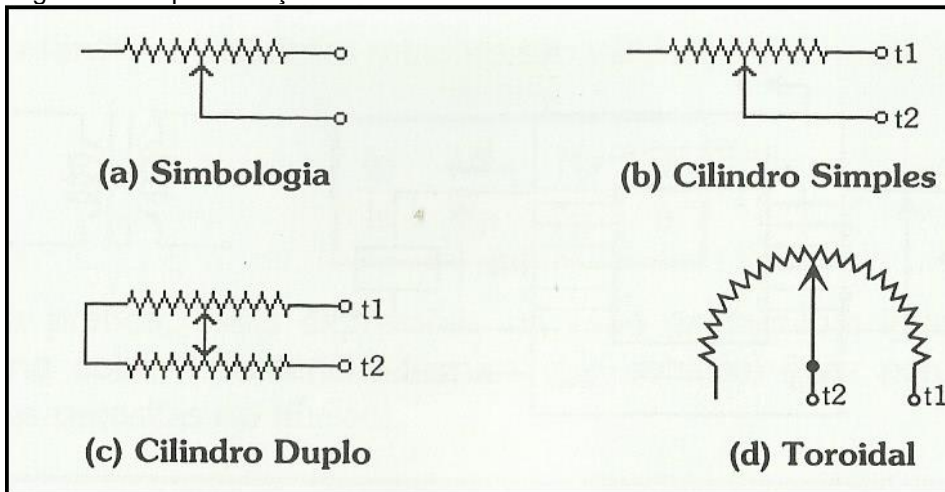 t1
t2
(a) Simbologia
(b) Cilindro Simples
t1
t2
(c) Cilindro Duplo
t2
t1
(d) Toroidal